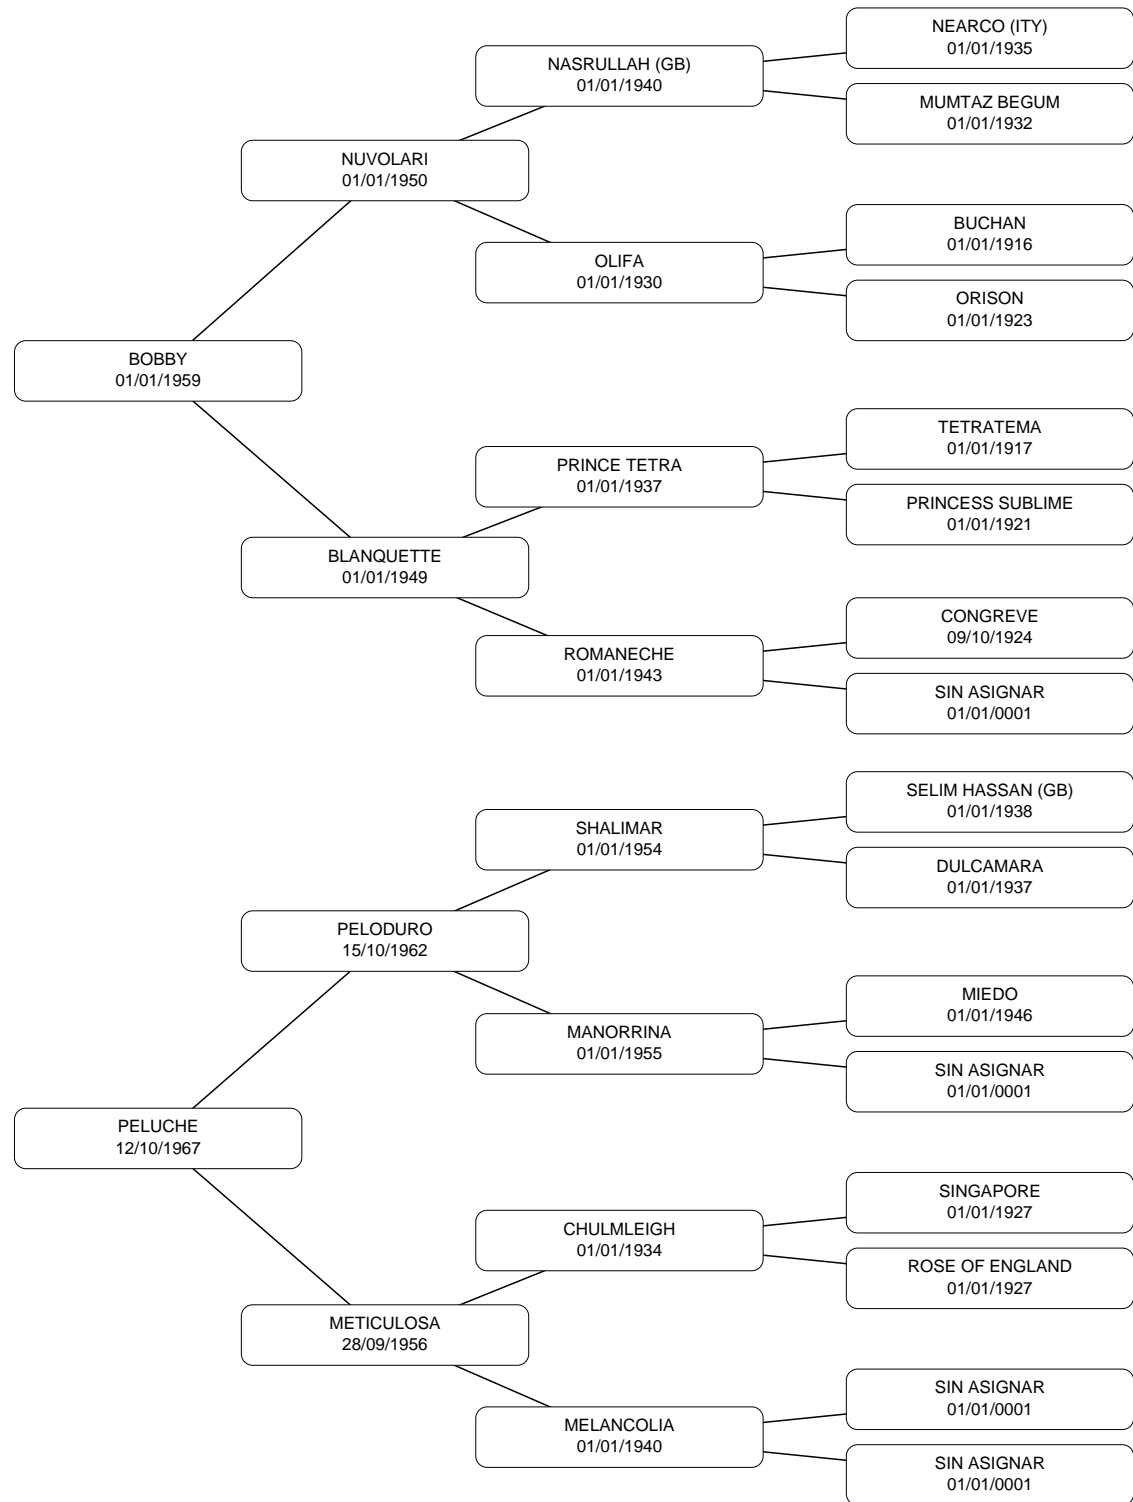 NEARCO (ITY)
01/01/1935
NASRULLAH (GB)
01/01/1940
MUMTAZ BEGUM
01/01/1932
NUVOLARI
01/01/1950
BUCHAN
01/01/1916
OLIFA
01/01/1930
ORISON
01/01/1923
BOBBY
01/01/1959
TETRATEMA
01/01/1917
PRINCE TETRA
01/01/1937
PRINCESS SUBLIME
01/01/1921
BLANQUETTE
01/01/1949
CONGREVE
09/10/1924
ROMANECHE
01/01/1943
SIN ASIGNAR
01/01/0001
SELIM HASSAN (GB)
01/01/1938
SHALIMAR
01/01/1954
DULCAMARA
01/01/1937
PELODURO
15/10/1962
MIEDO
01/01/1946
MANORRINA
01/01/1955
SIN ASIGNAR
01/01/0001
PELUCHE
12/10/1967
SINGAPORE
01/01/1927
CHULMLEIGH
01/01/1934
ROSE OF ENGLAND
01/01/1927
METICULOSA
28/09/1956
SIN ASIGNAR
01/01/0001
MELANCOLIA
01/01/1940
SIN ASIGNAR
01/01/0001